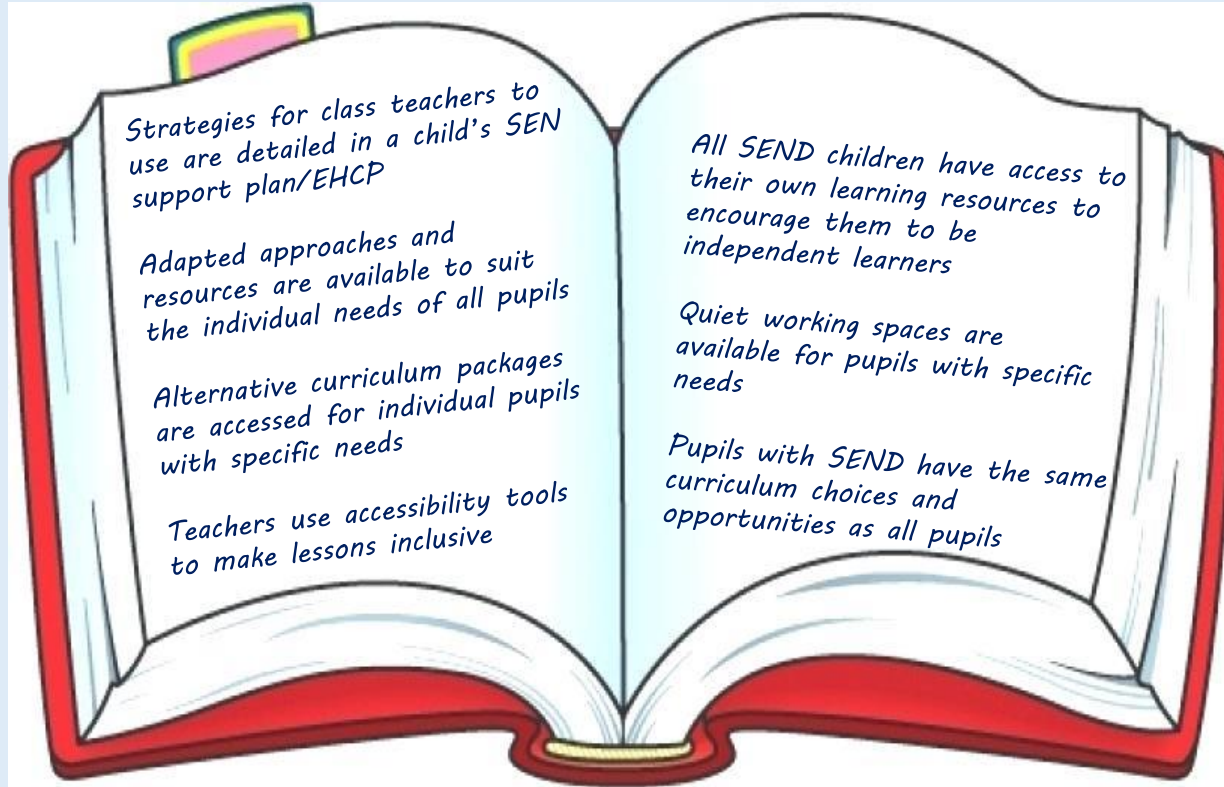 Strategies for class teachers to
use are detailed in a child's SEN
support plan/EHCP
Adapted approaches and
resources are available to suit
the individual needs of all pupils
Alternative curriculum packages
are accessed for individual pupils
with specific needs
Teachers use accessibility tools
to make lessons inclusive
All SEND children have access to
their own learning resources to
encourage them to be
independent learners
Quiet working spaces are
available for pupils with specific
needs
Pupils with SEND have the same
curriculum choices and
opportunities as all pupils